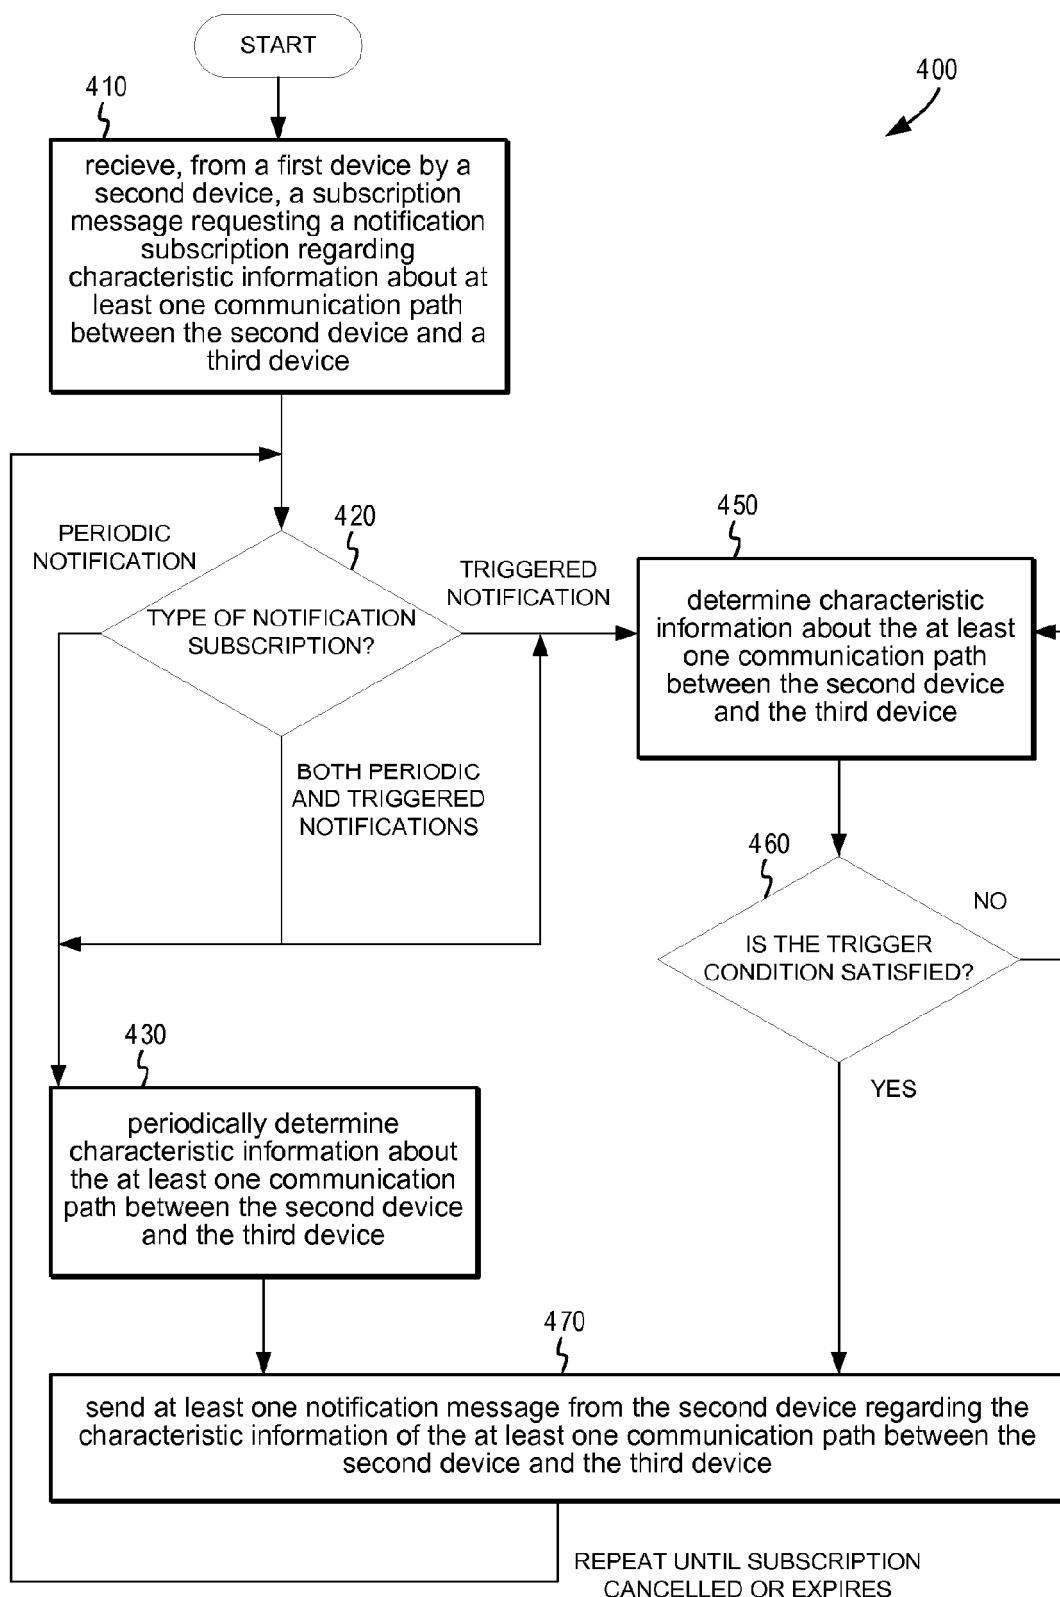 START
400
410
recieve, from a first device by a
second device, a subscription
message requesting a notification
subscription regarding
characteristic information about at
least one communication path
between the second device and a
third device
420
PERIODIC
NOTIFICATION
TYPE OF NOTIFICATION
SUBSCRIPTION?
TRIGGERED
NOTIFICATION
BOTH PERIODIC
AND TRIGGERED
NOTIFICATIONS
450
determine characteristic
information about the at least
one communication path
between the second device
and the third device
460
IS THE TRIGGER
CONDITION SATISFIED?
NO
YES
430
periodically determine
characteristic information about
the at least one communication
path between the second device
and the third device
470
send at least one notification message from the second device regarding the
characteristic information of the at least one communication path between the
second device and the third device
REPEAT UNTIL SUBSCRIPTION
CANCELLED OR EXPIRES